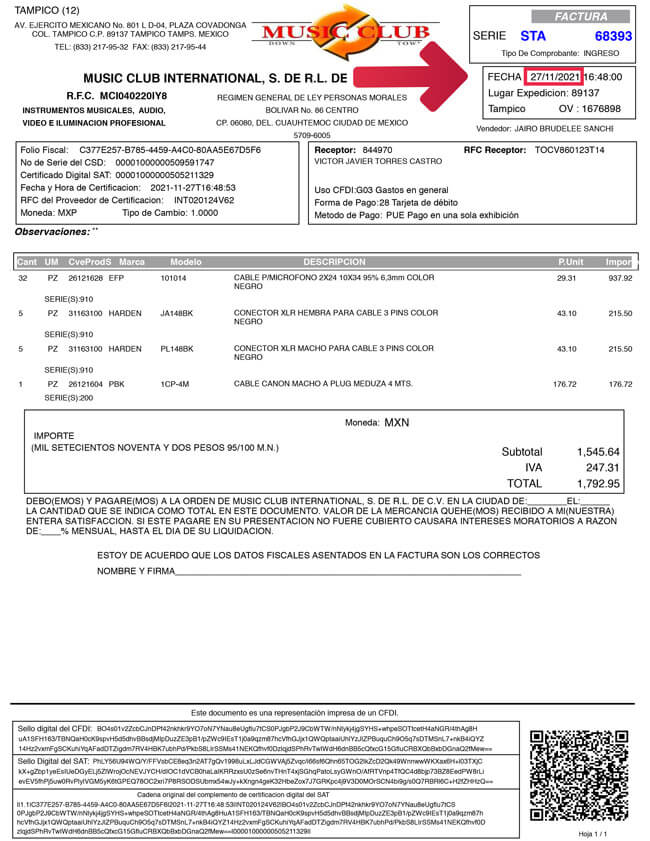 TAMPICO (12)
AV. EJERCITO MEXICANO No. 801 L D-04, PLAZA COVADONGA
COL. TAMPICO C.P. 89137 TAMPICO TAMPS. MEXICO
TEL: (833) 217-95-32 FAX: (833) 217-95-44
MUSIC CLUB
DOWN TOW'
FACTURA
SERIE STA 68393
Tipo De Comprobante: INGRESO
MUSIC CLUB INTERNATIONAL, S. DE R.L. DE
R.F.C. MCI040220IY8
INSTRUMENTOS MUSICALES, AUDIO,
VIDEO E ILUMINACION PROFESIONAL
REGIMEN GENERAL DE LEY PERSONAS MORALES
BOLIVAR No. 86 CENTRO
CP. 06080, DEL. CUAUHTEMOC CIUDAD DE MEXICO
5709-6005
FECHA 27/11/2021 16:48:00
Lugar Expedicion: 89137
Tampico OV : 1676898
Vendedor: JAIRO BRUDELEE SANCHI
Folio Fiscal: C377E257-B785-4459-A4C0-80AA5E67D5F6
No de Serie del CSD: 00001000000509591747
Certificado Digital SAT: 00001000000505211329
Fecha y Hora de Certificacion: 2021-11-27T16:48:53
RFC del Proveedor de Certificacion: INT020124V62
Moneda: MXP Tipo de Cambio: 1.0000
Receptor: 844970 RFC Receptor: TOCV860123T14
VICTOR JAVIER TORRES CASTRO
Uso CFDI:G03 Gastos en general
Forma de Pago:28 Tarjeta de débito
Metodo de Pago: PUE Pago en una sola exhibición
Observaciones: **
Cant UM CveProdS Marca Modelo DESCRIPCION P.Unit Impor
32 PZ 26121628 EFP 101014 CABLE P/MICROFONO 2X24 10X34 95% 6,3mm COLOR NEGRO 29.31 937.92
SERIE(S):910
5 PZ 31163100 HARDEN JA148BK CONECTOR XLR HEMBRA PARA CABLE 3 PINS COLOR NEGRO 43.10 215.50
SERIE(S):910
5 PZ 31163100 HARDEN PL148BK CONECTOR XLR MACHO PARA CABLE 3 PINS COLOR NEGRO 43.10 215.50
SERIE(S):910
1 PZ 26121604 PBK 1CP-4M CABLE CANON MACHO A PLUG MEDUZA 4 MTS. 176.72 176.72
SERIE(S):200
Moneda: MXN
IMPORTE
(MIL SETECIENTOS NOVENTA Y DOS PESOS 95/100 M.N.)
Subtotal 1,545.64
IVA 247.31
TOTAL 1,792.95
DEBO(EMOS) Y PAGARE(MOS) A LA ORDEN DE MUSIC CLUB INTERNATIONAL, S. DE R.L. DE C.V. EN LA CIUDAD DE:________EL:______
LA CANTIDAD QUE SE INDICA COMO TOTAL EN ESTE DOCUMENTO. VALOR DE LA MERCANCIA QUEHE(MOS) RECIBIDO A MI(NUESTRA)
ENTERA SATISFACCION. SI ESTE PAGARE EN SU PRESENTACION NO FUERE CUBIERTO CAUSARA INTERESES MORATORIOS A RAZON
DE:____% MENSUAL, HASTA EL DIA DE SU LIQUIDACION.
ESTOY DE ACUERDO QUE LOS DATOS FISCALES ASENTADOS EN LA FACTURA SON LOS CORRECTOS
NOMBRE Y FIRMA
Este documento es una representación impresa de un CFDI.
Sello digital del CFDI:
Sello Digital del SAT:
Cadena original del complemento de certificacion digital del SAT
Hoja 1 / 1